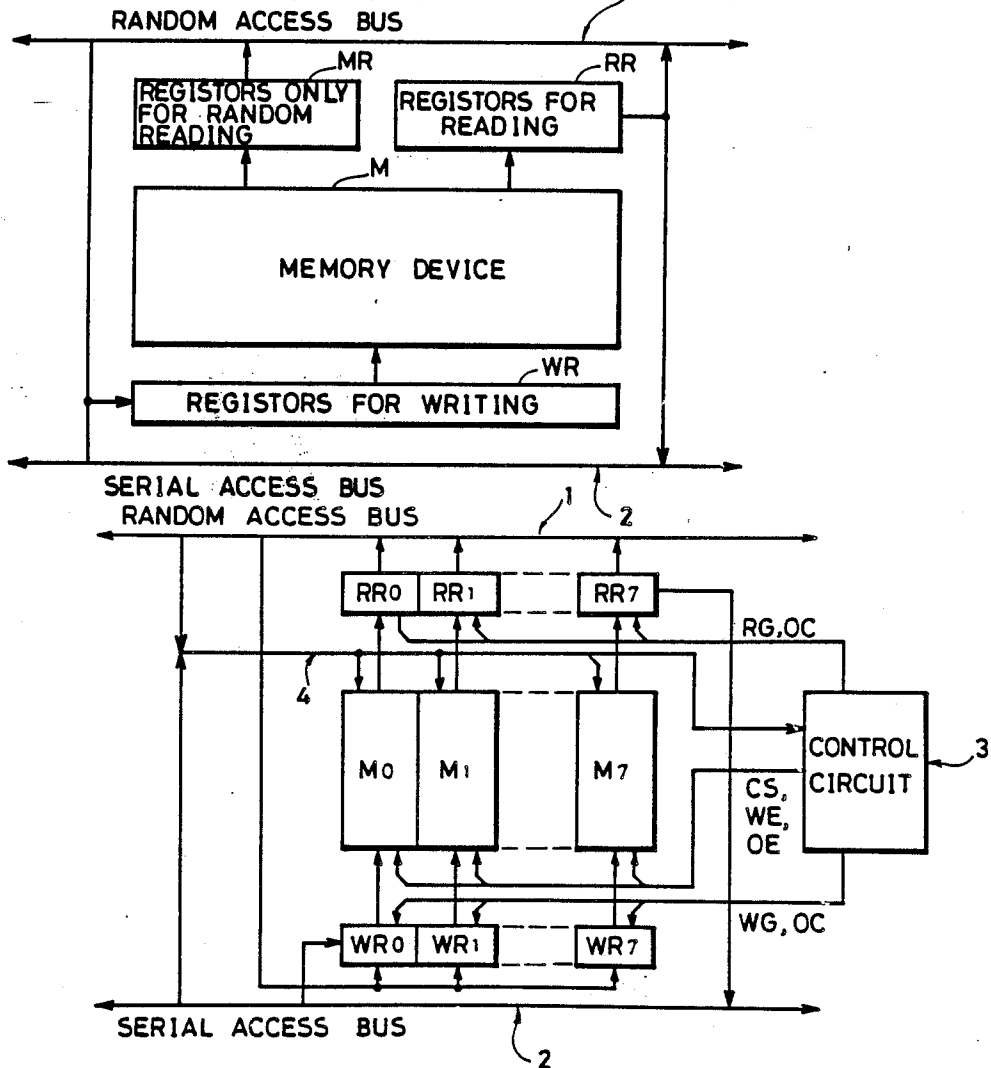 RANDOM ACCESS BUS
MR
RR
REGISTORS ONLY
FOR RANDOM
READING
REGISTORS FOR
READING
M
MEMORY DEVICE
WR
REGISTORS FOR WRITING
SERIAL ACCESS BUS
2
RANDOM ACCESS BUS
1
RR0
RR1
RR7
RG,OC
4
M0
M1
M7
CONTROL
CIRCUIT
3
CS,
WE,
OE
WG,OC
WR0
WR1
WR7
SERIAL ACCESS BUS
2